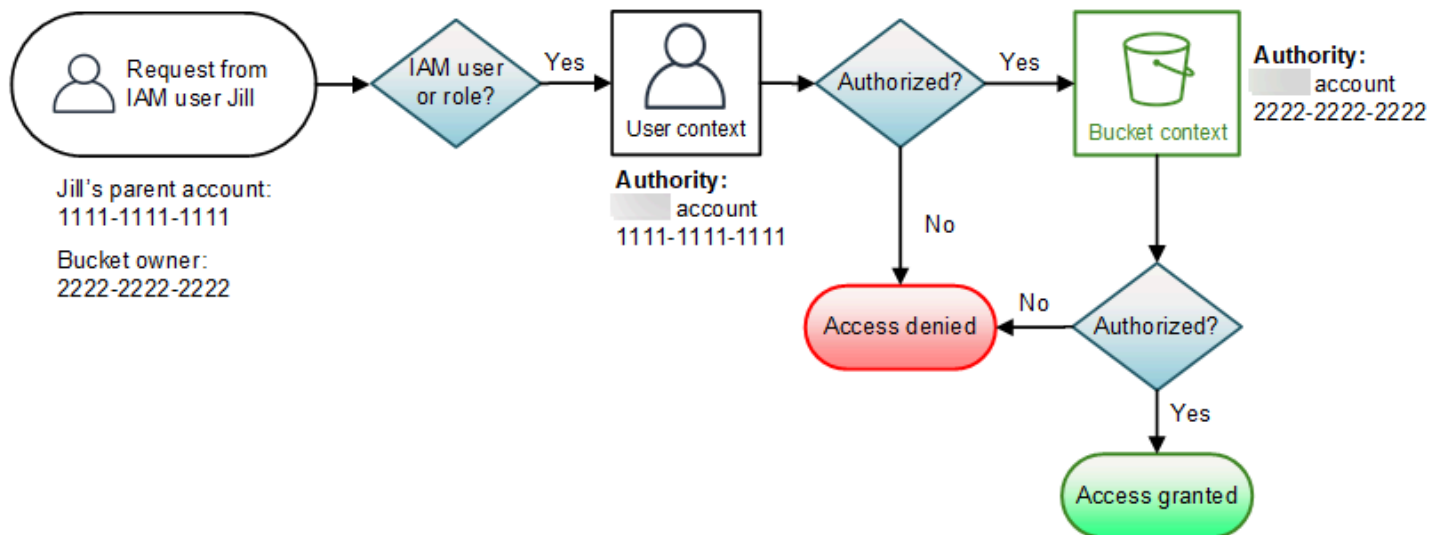 Request from
IAM user Jill
IAM user
or role?
Yes
User context
Authorized?
Yes
Bucket context
Authority:
account
2222-2222-2222
Jill's parent account:
1111-1111-1111
Bucket owner:
2222-2222-2222
Authority:
account
1111-1111-1111
No
Access denied
No
Authorized?
Yes
Access granted